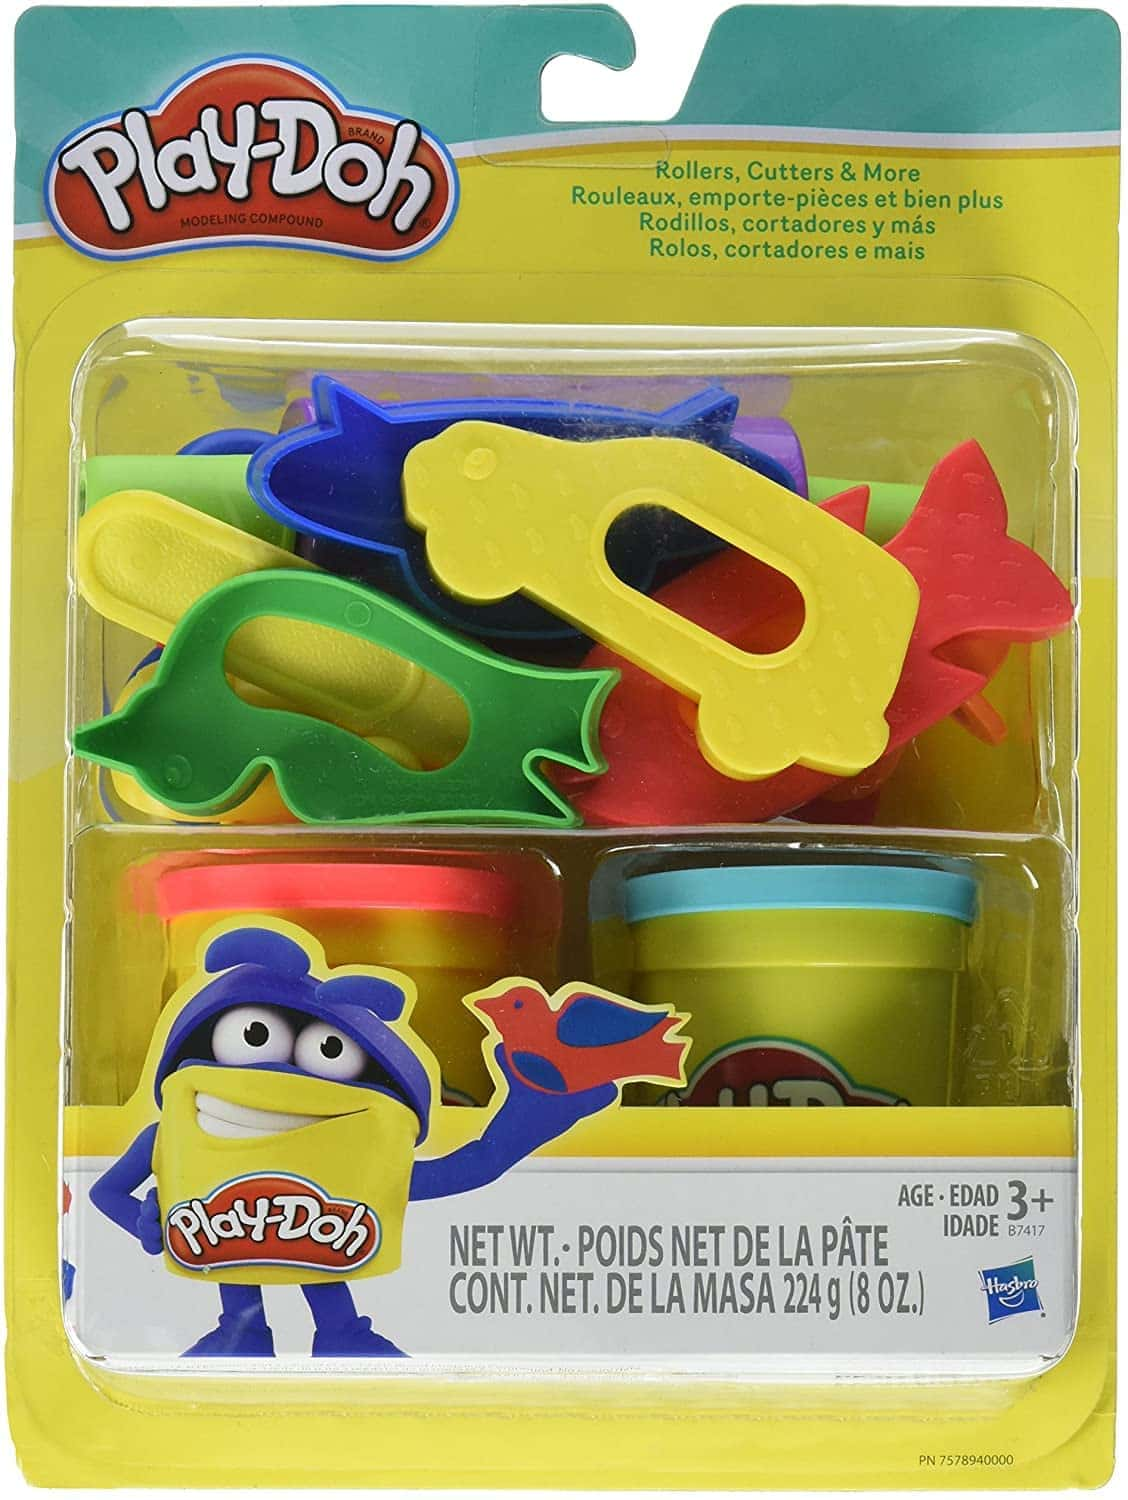 Play-Doh
BRAND
MODELING COMPOUND
Rollers, Cutters & More
Rouleaux, emporte-pièces et bien plus
Rodillos, cortadores y más
Rolos, cortadores e mais
Play-Doh
AGE · EDAD 3+
IDADE B7417
NET WT. · POIDS NET DE LA PÂTE
CONT. NET. DE LA MASA 224 g (8 OZ.)
Hasbro
PN 7578940000